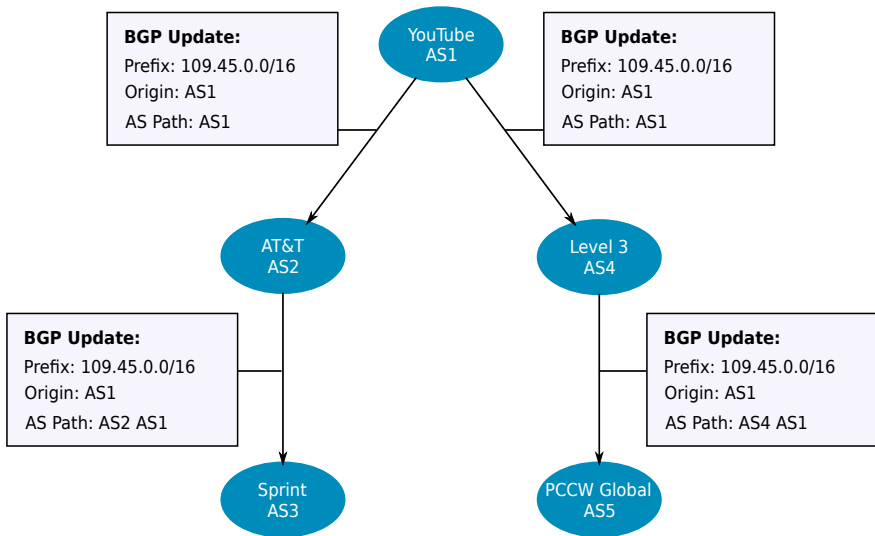 BGP Update:
Prefix: 109.45.0.0/16
Origin: AS1
AS Path: AS1
YouTube
AS1
BGP Update:
Prefix: 109.45.0.0/16
Origin: AS1
AS Path: AS1
AT&T
AS2
Level 3
AS4
BGP Update:
Prefix: 109.45.0.0/16
Origin: AS1
AS Path: AS2 AS1
BGP Update:
Prefix: 109.45.0.0/16
Origin: AS1
AS Path: AS4 AS1
Sprint
AS3
PCCW Global
AS5